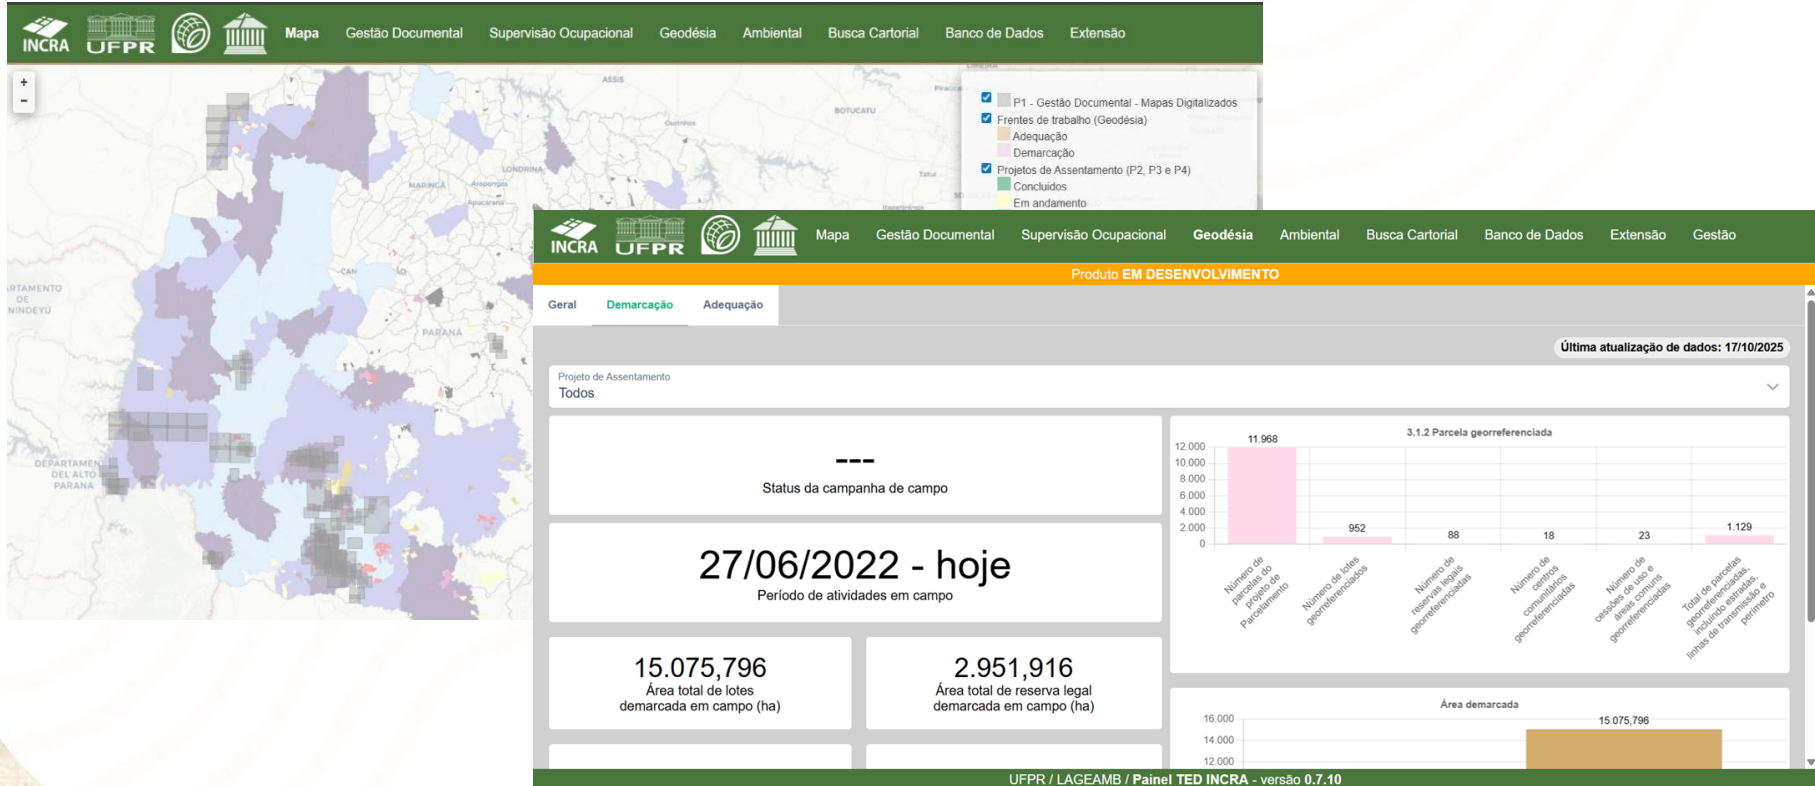 INCRA
UFPR
Mapa
Gestão Documental
Supervisão Ocupacional
Geodésia
Ambiental
Busca Cartorial
Banco de Dados
Extensão
+
−
ASSIS
BOTUCATU
Ourinhos
LONDRINA
MARINGÁ
Arapongas
Apucarana
Tatuí
Itapetininga
PARANÁ
DE
DEPARTAMEN
DEL ALTO
PARANÁ
P1 - Gestão Documental - Mapas Digitalizados
Frentes de trabalho (Geodésia)
Adequação
Demarcação
Projetos de Assentamento (P2, P3 e P4)
Concluidos
Em andamento
INCRA
UFPR
Mapa
Gestão Documental
Supervisão Ocupacional
Geodésia
Ambiental
Busca Cartorial
Banco de Dados
Extensão
Gestão
Produto EM DESENVOLVIMENTO
Geral
Demarcação
Adequação
Última atualização de dados: 17/10/2025
Projeto de Assentamento
Todos
---
Status da campanha de campo
27/06/2022 - hoje
Período de atividades em campo
15.075,796
Área total de lotes
demarcada em campo (ha)
2.951,916
Área total de reserva legal
demarcada em campo (ha)
3.1.2 Parcela georreferenciada
12.000
10.000
8.000
6.000
4.000
2.000
0
11.968
952
88
18
23
1.129
Número de
parcelas do
projeto de
Parcelamento
Número de lotes
georreferenciados
Número de
reservas legais
georreferenciadas
Número de
centros
comunitários
georreferenciadas
Número de
cessões de uso e
áreas comuns
georreferenciadas
Total de parcelas
georreferenciadas,
incluindo estradas,
linhas de transmissão e
perímetro
Área demarcada
16.000
14.000
12.000
15.075,796
UFPR / LAGEAMB / Painel TED INCRA - versão 0.7.10